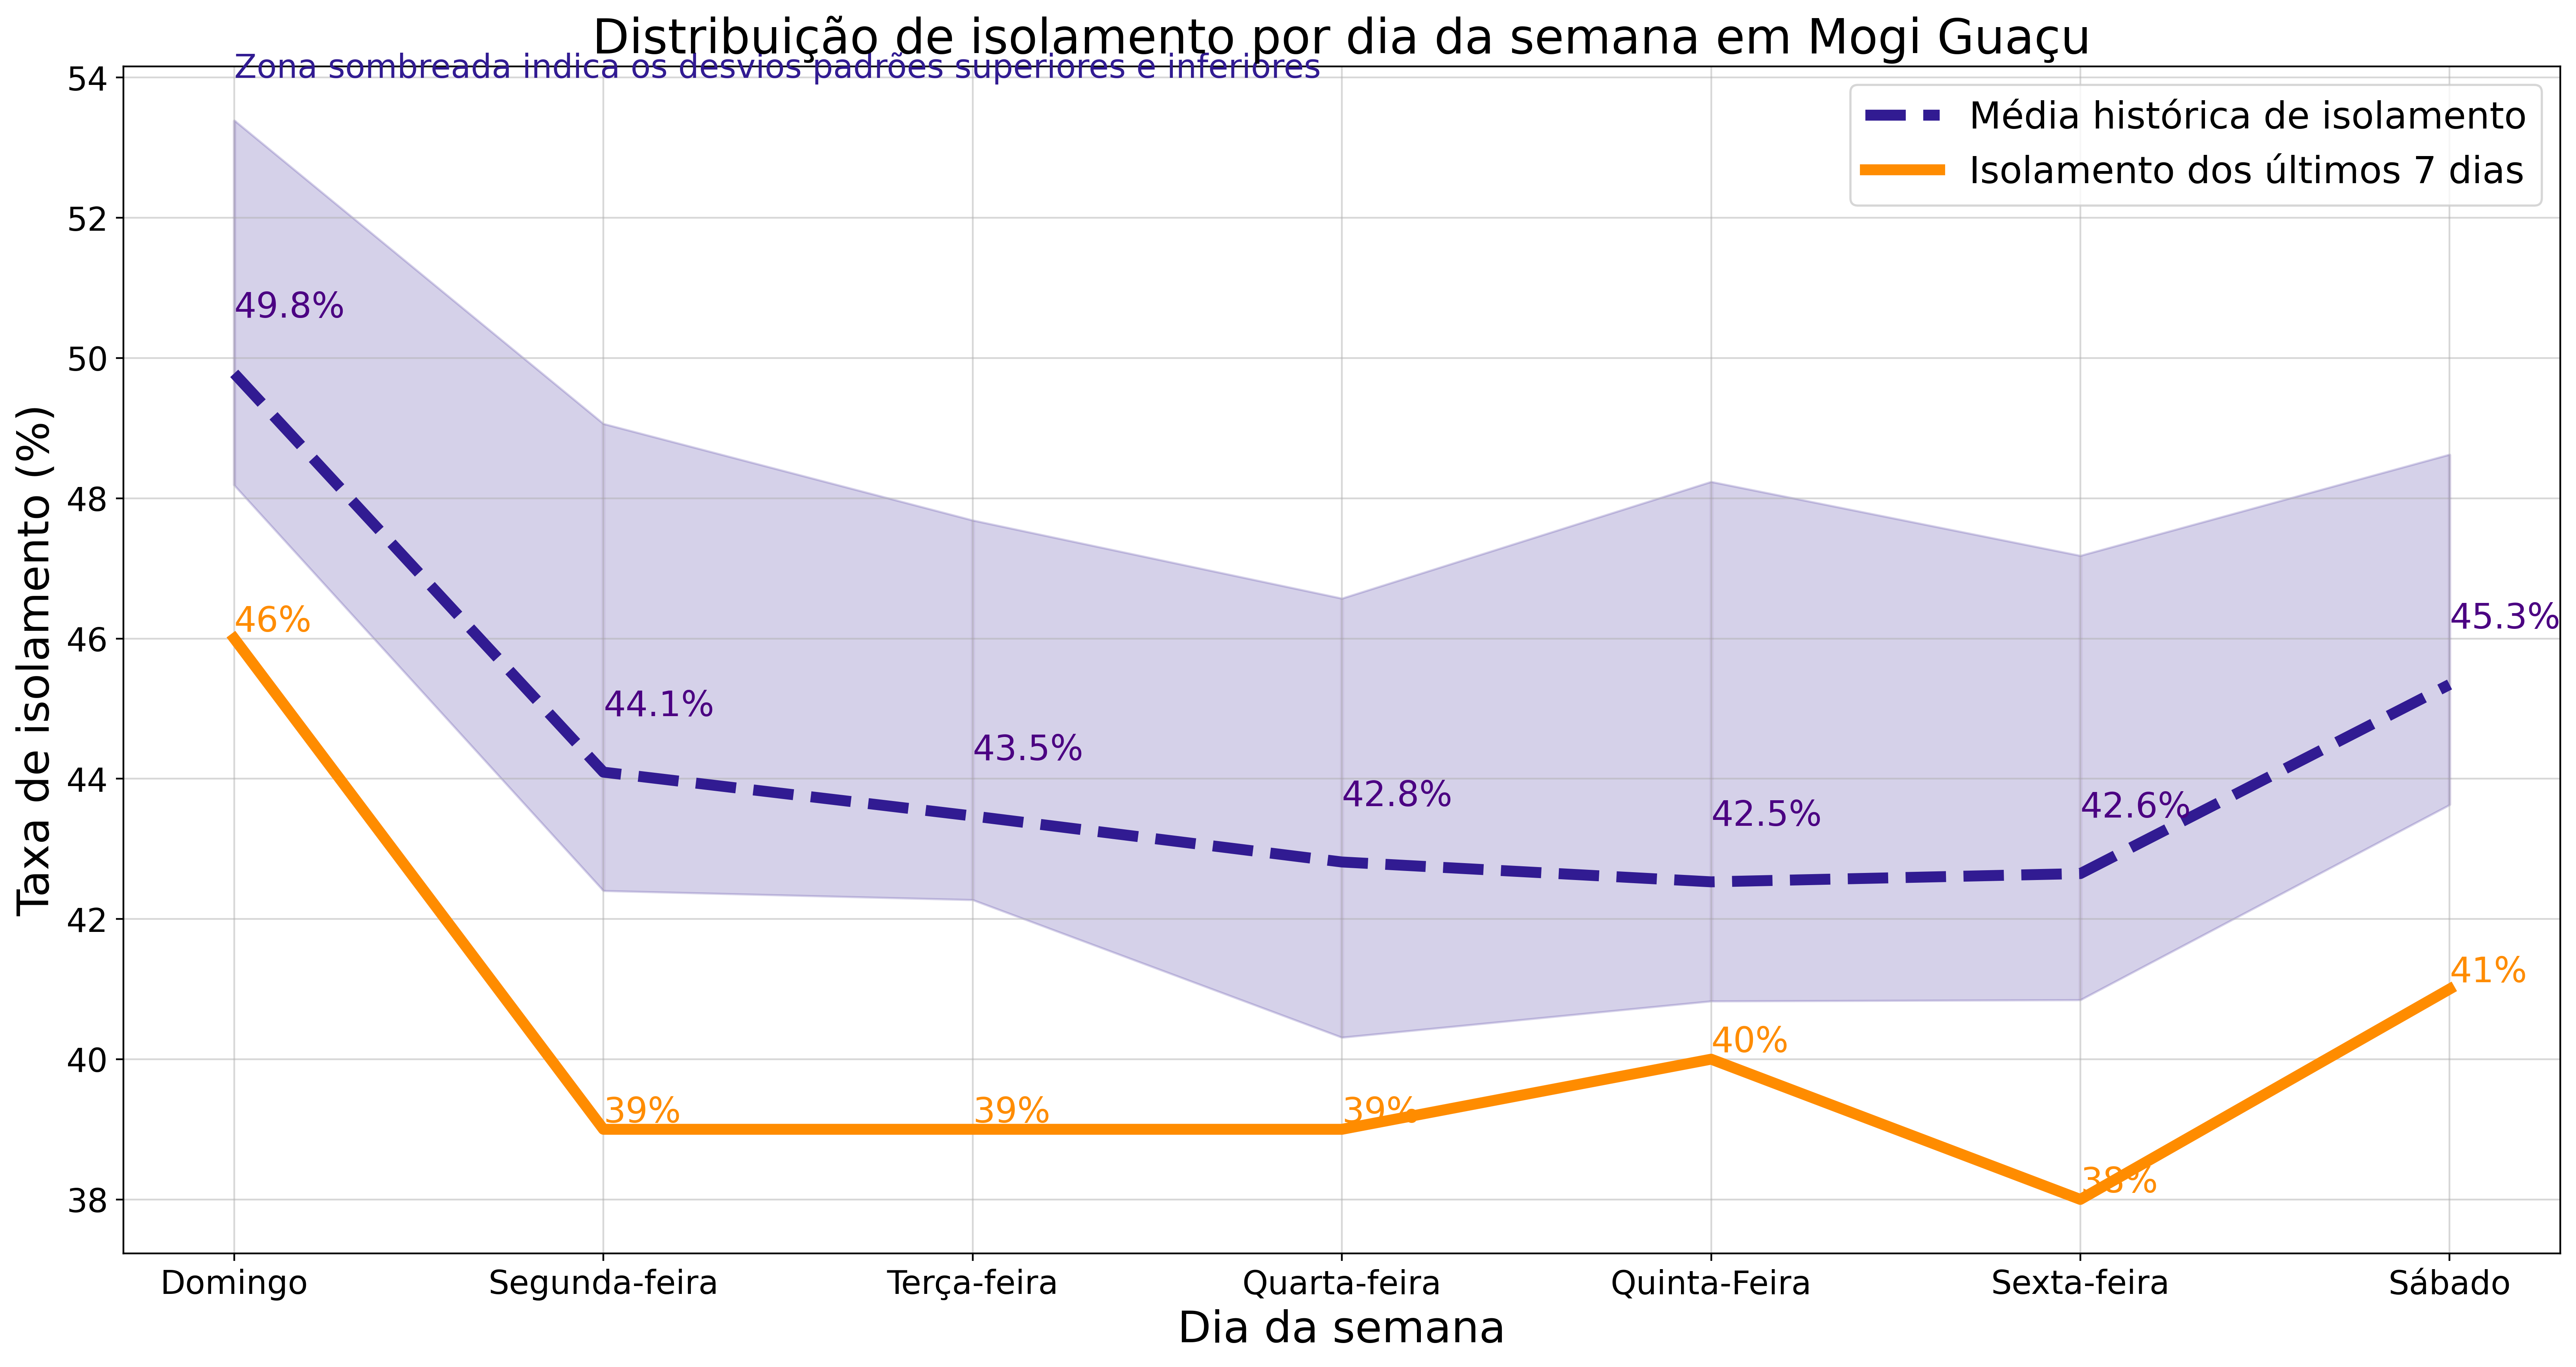 Distribuição de isolamento por dia da semana em Mogi Guaçu
Zona sombreada indica os desvios padrões superiores e inferiores
Média histórica de isolamento
Isolamento dos últimos 7 dias
Taxa de isolamento (%)
54
52
50
48
46
44
42
40
38
49.8%
44.1%
43.5%
42.8%
42.5%
42.6%
45.3%
46%
39%
39%
39%
40%
38%
41%
Domingo
Segunda-feira
Terça-feira
Quarta-feira
Quinta-Feira
Sexta-feira
Sábado
Dia da semana